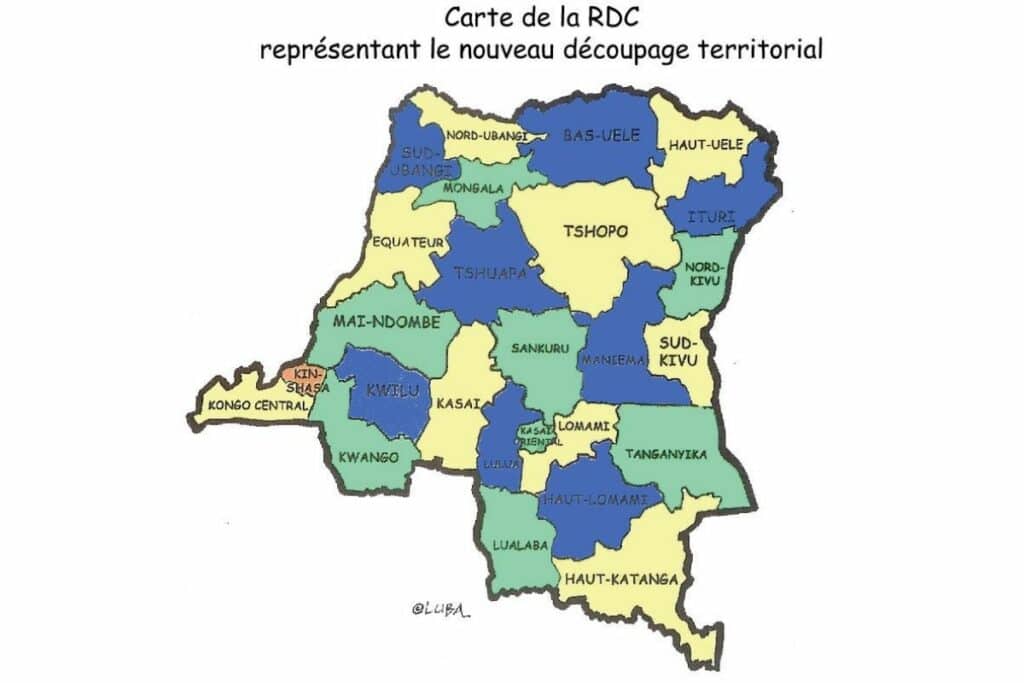 Carte de la RDC
représentant le nouveau découpage territorial
NORD-UBANGI
BAS-UELE
HAUT-UELE
SUD-
UBANGI
MONGALA
ITURI
EQUATEUR
TSHOPO
TSHUAPA
NORD-
KIVU
MAI-NDOMBE
SANKURU
MANIEMA
SUD-
KIVU
KIN-
SHASA
KWILU
KASAI
KONGO CENTRAL
LOMAMI
KASAI
ORIENTAL
KWANGO
TANGANYIKA
HAUT-LOMAMI
LUALABA
HAUT-KATANGA
@LUBA